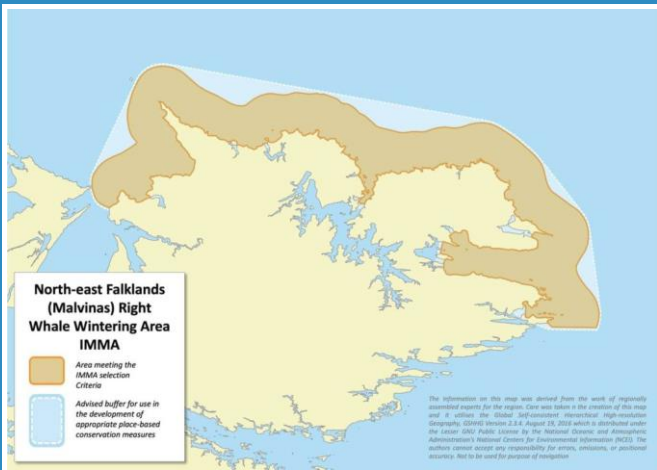 North-east Falklands
(Malvinas) Right
Whale Wintering Area
IMMA
Area meeting the
IMMA selection
Criteria
Advised buffer for use in
the development of
appropriate place-based
conservation measures
The information on this map was derived from the work of regionally
assembled experts for the region. Care was taken n the creation of this map
and it utilises the Global Self-consistent Hierarchical High-resolution
Geography, GSHHG Version 2.3.6 August 19, 2016 which is distributed under
the Lesser GNU Public License by the National Oceanic and Atmospheric
Administration's National Centers for Environmental Information (NCEI). The
authors cannot accept any responsibility for errors, omissions, or positional
accuracy. Not to be used for purpose of navigation